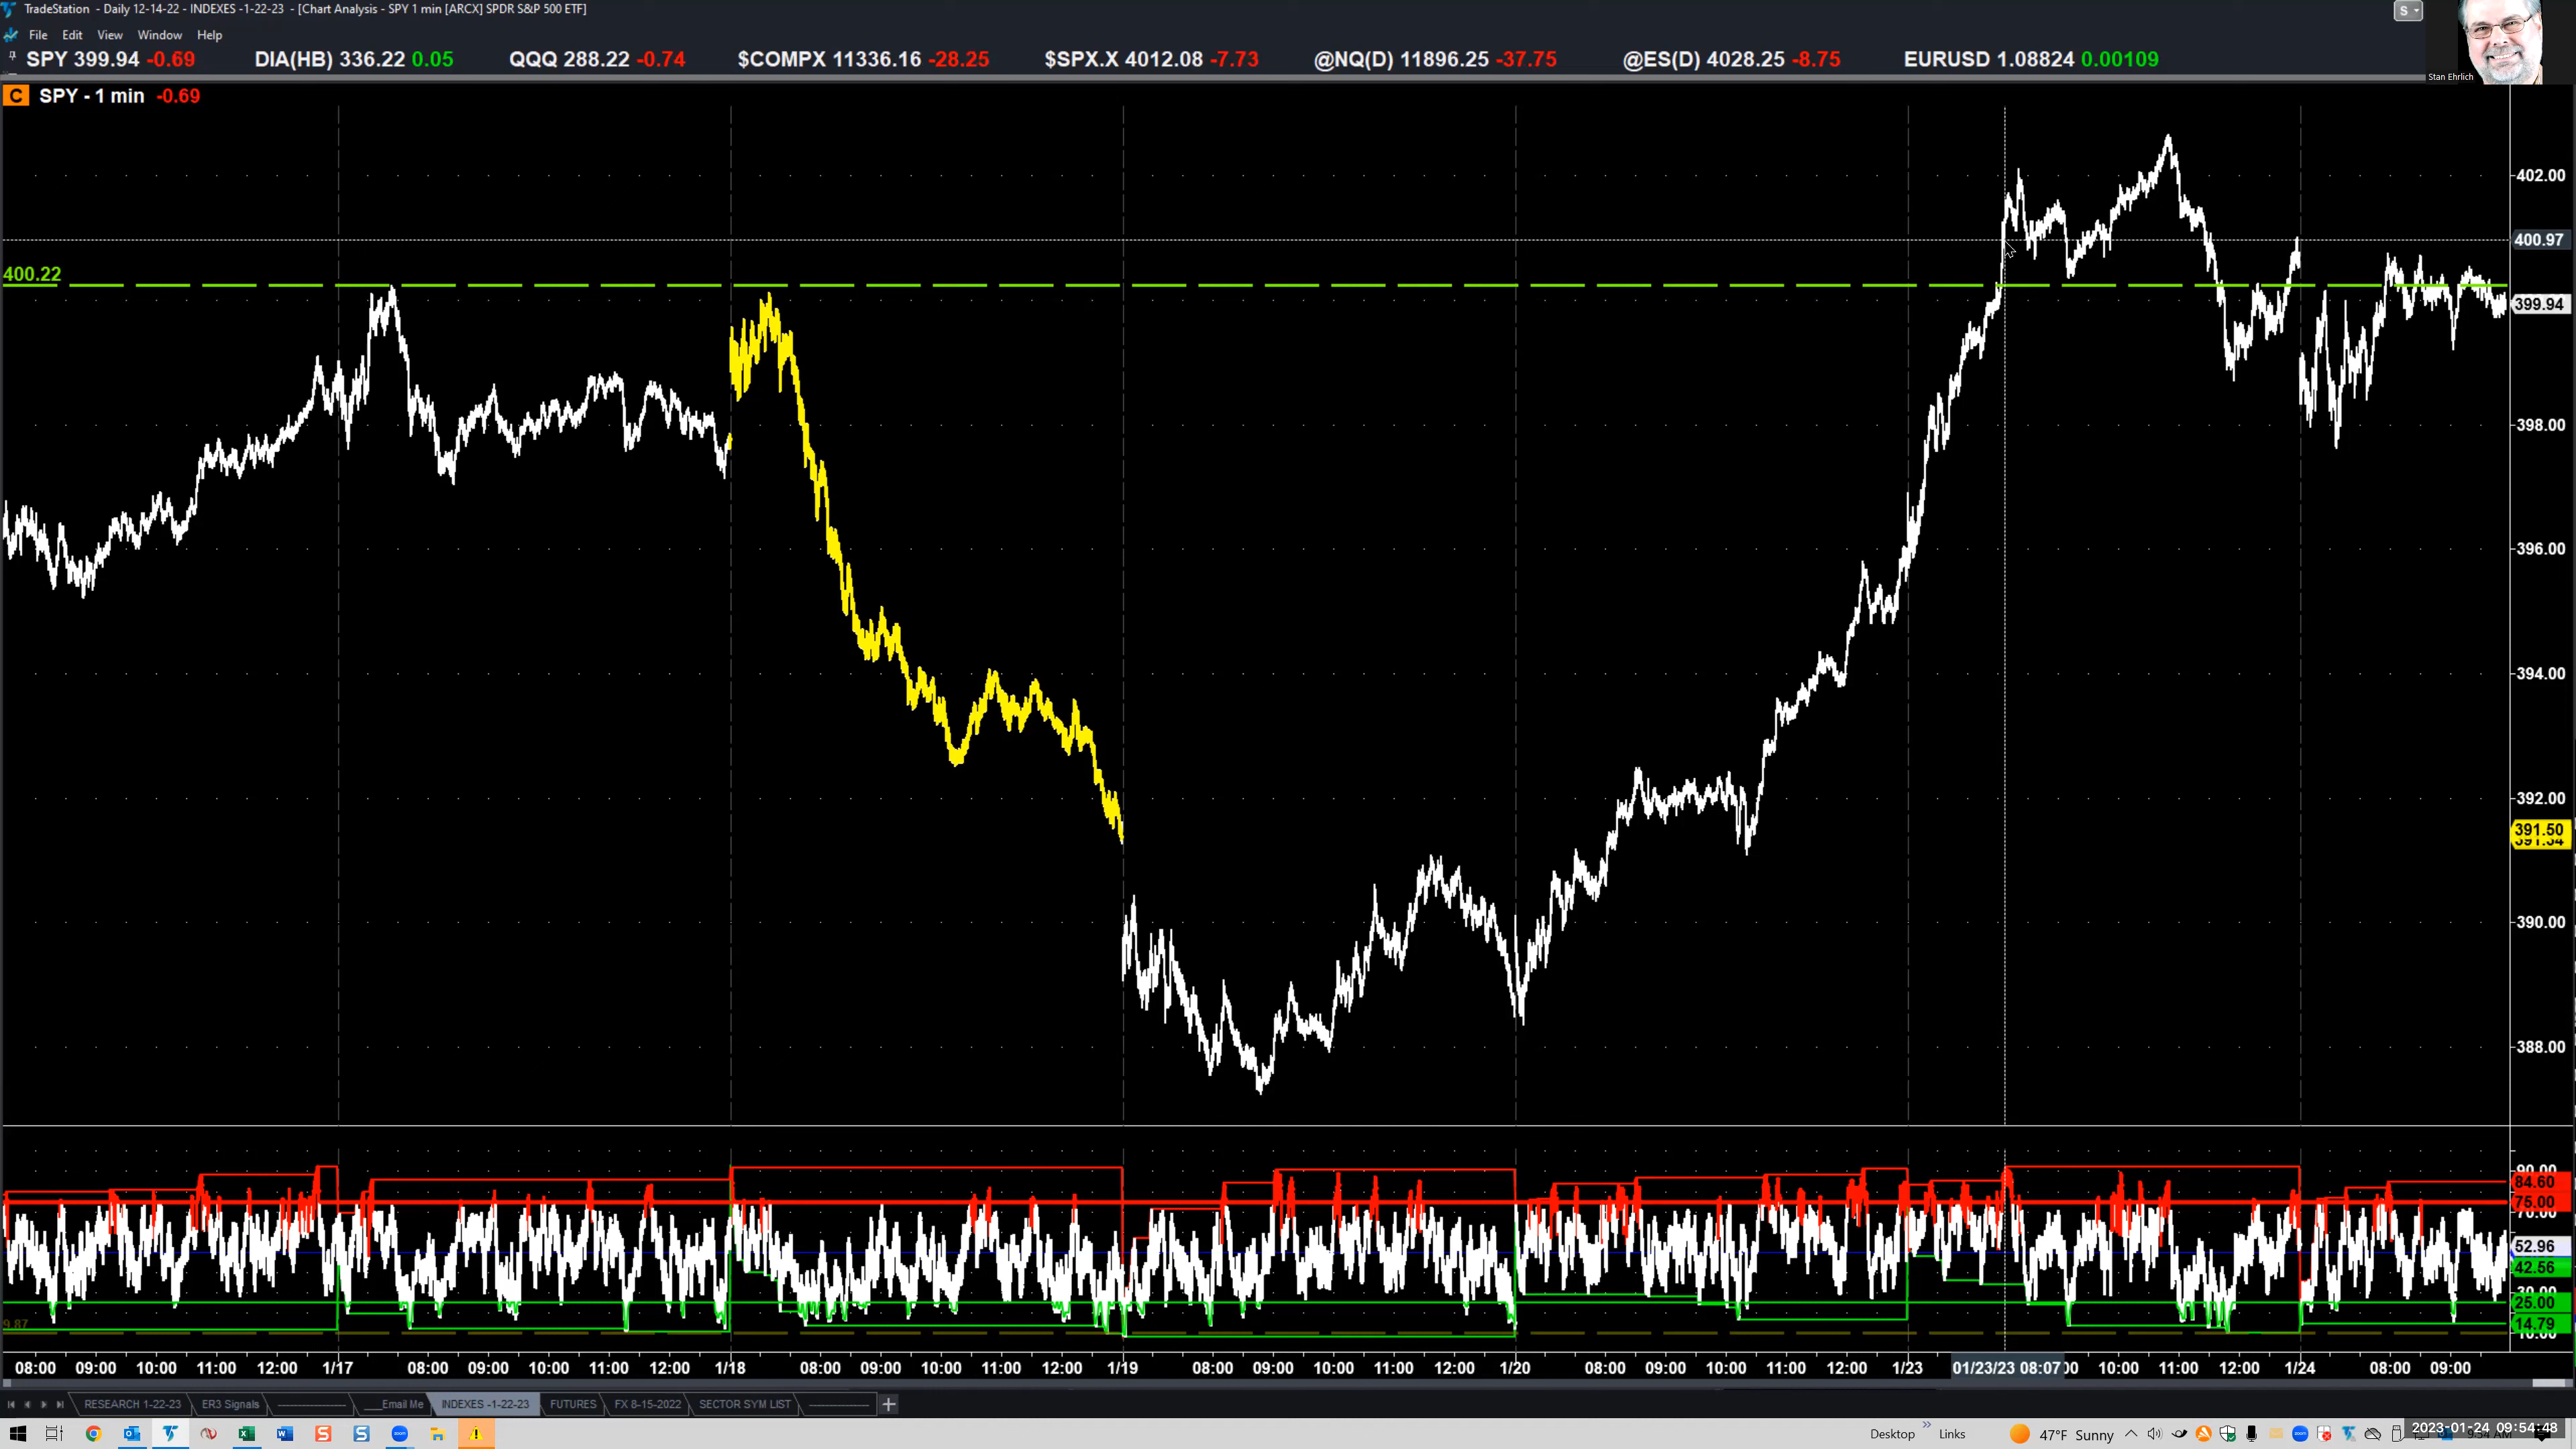 TradeStation - Daily 12-14-22 - INDEXES -1-22-23 - [Chart Analysis - SPY 1 min [ARCX] SPDR S&P 500 ETF]
S
File Edit View Window Help
SPY 399.94 -0.69 DIA(HB) 336.22 0.05 QQQ 288.22 -0.74 $COMPX 11336.16 -28.25 $SPX.X 4012.08 -7.73 @NQ(D) 11896.25 -37.75 @ES(D) 4028.25 -8.75 EURUSD 1.08824 0.00109
Stan Ehrlich
C SPY - 1 min -0.69
402.00
400.97
400.22
399.94
398.00
396.00
394.00
392.00
391.50
391.34
390.00
388.00
90.00
84.60
75.00
70.00
52.96
42.56
30.00
25.00
9.87
14.79
10.00
08:00 09:00 10:00 11:00 12:00 1/17 08:00 09:00 10:00 11:00 12:00 1/18 08:00 09:00 10:00 11:00 12:00 1/19 08:00 09:00 10:00 11:00 12:00 1/20 08:00 09:00 10:00 11:00 12:00 1/23 01/23/23 08:07 10:00 11:00 12:00 1/24 08:00 09:00
RESEARCH 1-22-23 ER3 Signals ___Email Me INDEXES -1-22-23 FUTURES FX 8-15-2022 SECTOR SYM LIST
Desktop Links 47°F Sunny 2023-01-24 09:54:48